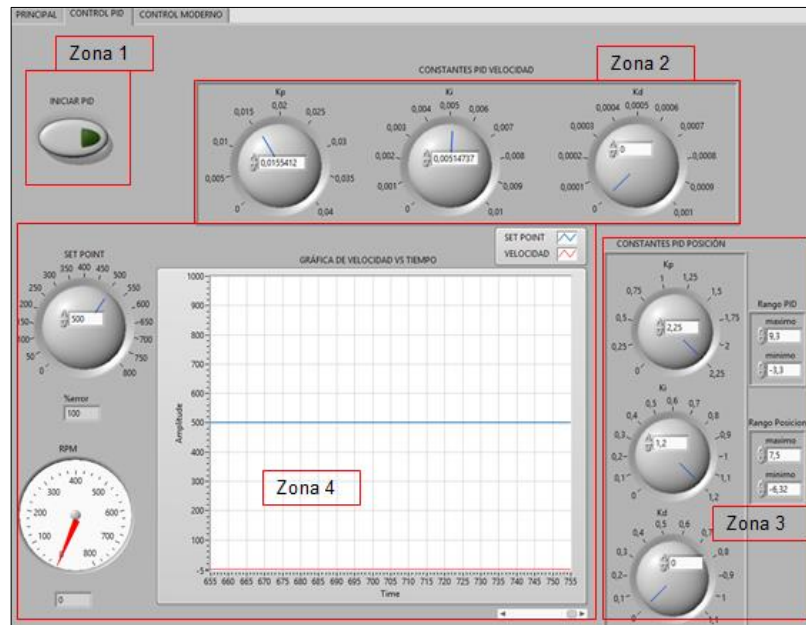 PRINCIPAL CONTROL PID CONTROL MODERNO
Zona 1
INICIAR PID
CONSTANTES PID VELOCIDAD
Zona 2
Kp
0 0,005 0,01 0,015 0,02 0,025 0,03 0,035 0,04
0,0155412
Ki
0 0,001 0,002 0,003 0,004 0,005 0,006 0,007 0,008 0,009 0,01
0,00514737
Kd
0 0,0001 0,0002 0,0003 0,0004 0,0005 0,0006 0,0007 0,0008 0,0009 0,001
0
SET POINT
0 50 100 150 200 250 300 350 400 450 500 550 600 650 700 750 800
500
%error
100
RPM
0 100 200 300 400 500 600 700 800
0
SET POINT
VELOCIDAD
GRÁFICA DE VELOCIDAD VS TIEMPO
Amplitude
1000
900
800
700
600
500
400
300
200
100
-5
655 660 665 670 675 680 685 690 695 700 705 710 715 720 725 730 735 740 745 750 755
Time
Zona 4
CONSTANTES PID POSICIÓN
Kp
0 0,25 0,5 0,75 1 1,25 1,5 1,75 2 2,25
2,25
Ki
0 0,1 0,2 0,3 0,4 0,5 0,6 0,7 0,8 0,9 1 1,1 1,2
1,2
Kd
0 0,1 0,2 0,3 0,4 0,5 0,6 0,7 0,8 0,9 1 1,1
0
Rango PID
maximo
9,3
minimo
-3,3
Rango Posicion
maximo
7,5
minimo
-6,32
Zona 3